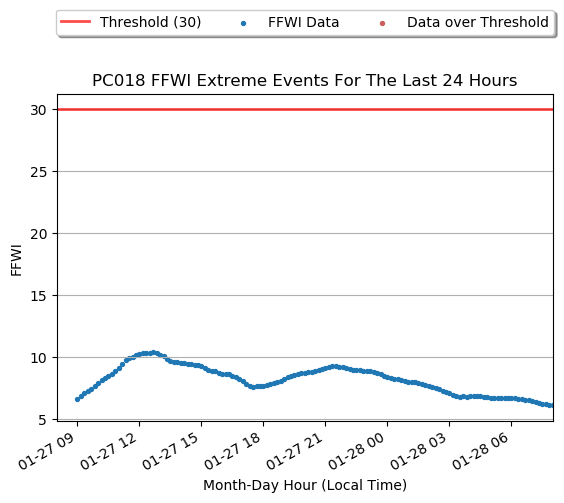 Threshold (30) FFWI Data Data over Threshold
PC018 FFWI Extreme Events For The Last 24 Hours
30
25
20
15
10
5
FFWI
01-27 09 01-27 12 01-27 15 01-27 18 01-27 21 01-28 00 01-28 03 01-28 06
Month-Day Hour (Local Time)